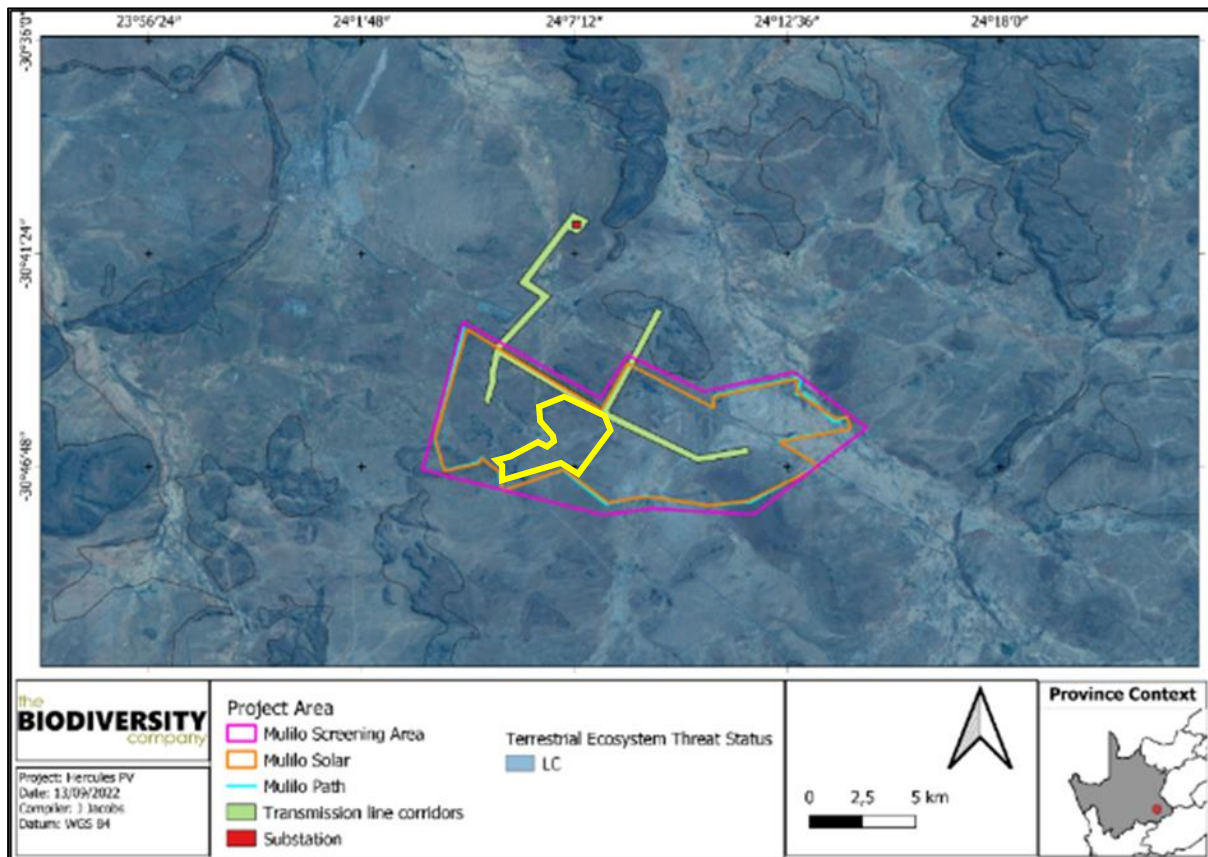 23°56'24" 24°1'48" 24°7'12" 24°12'36" 24°18'0"
-30°36'0"
-30°41'24"
-30°46'48"
the
BIODIVERSITY
company
Project: Hercules PV
Date: 13/09/2022
Compiler: J Jacobs
Datum: WGS 84
Project Area
Mulilo Screening Area
Mulilo Solar
Mulilo Path
Transmission line corridors
Substation
Terrestrial Ecosystem Threat Status
LC
0 2,5 5 km
Province Context